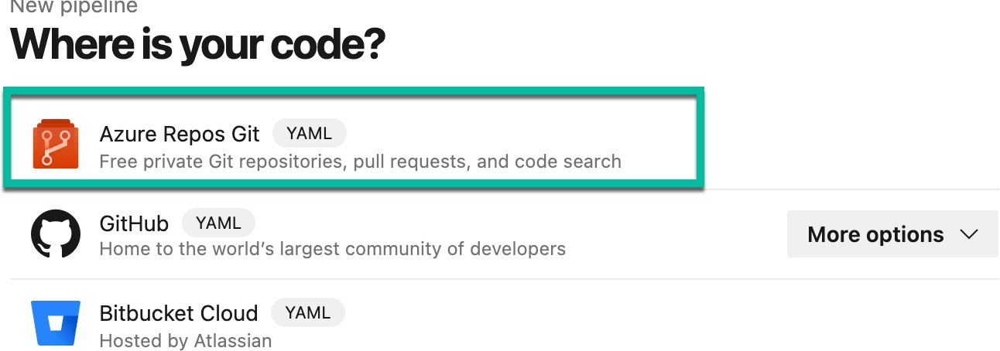 New pipeline
Where is your code?
Azure Repos Git YAML
Free private Git repositories, pull requests, and code search
GitHub YAML
Home to the world’s largest community of developers
More options
Bitbucket Cloud YAML
Hosted by Atlassian